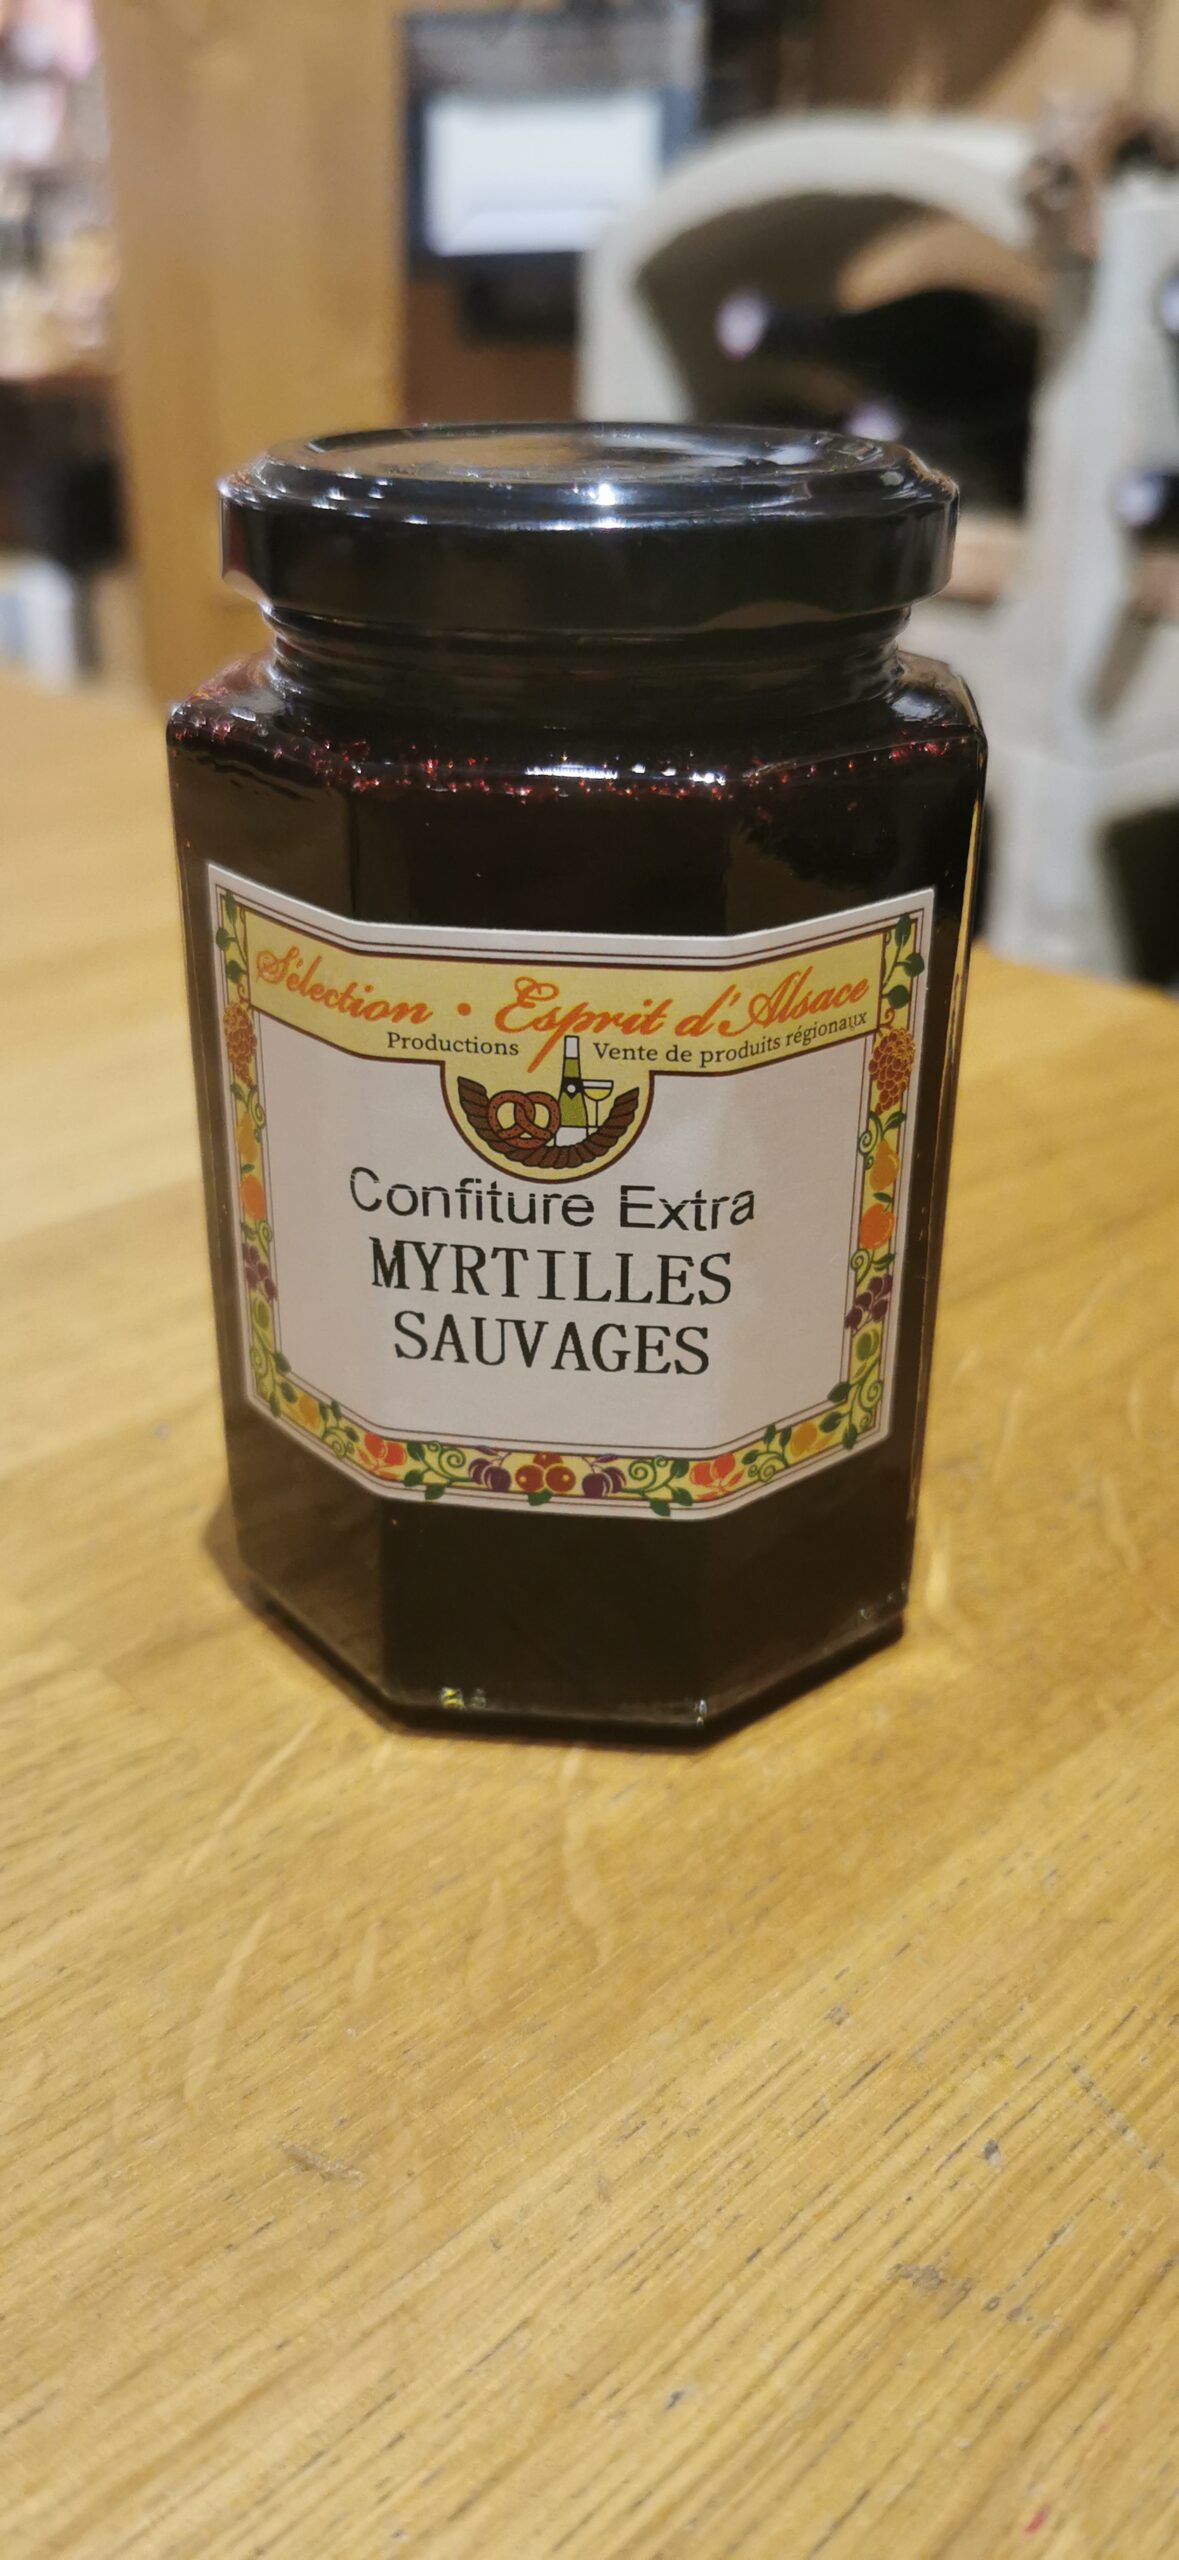 Sélection • Esprit d'Alsace
Productions Vente de produits régionaux
Confiture Extra
MYRTILLES
SAUVAGES